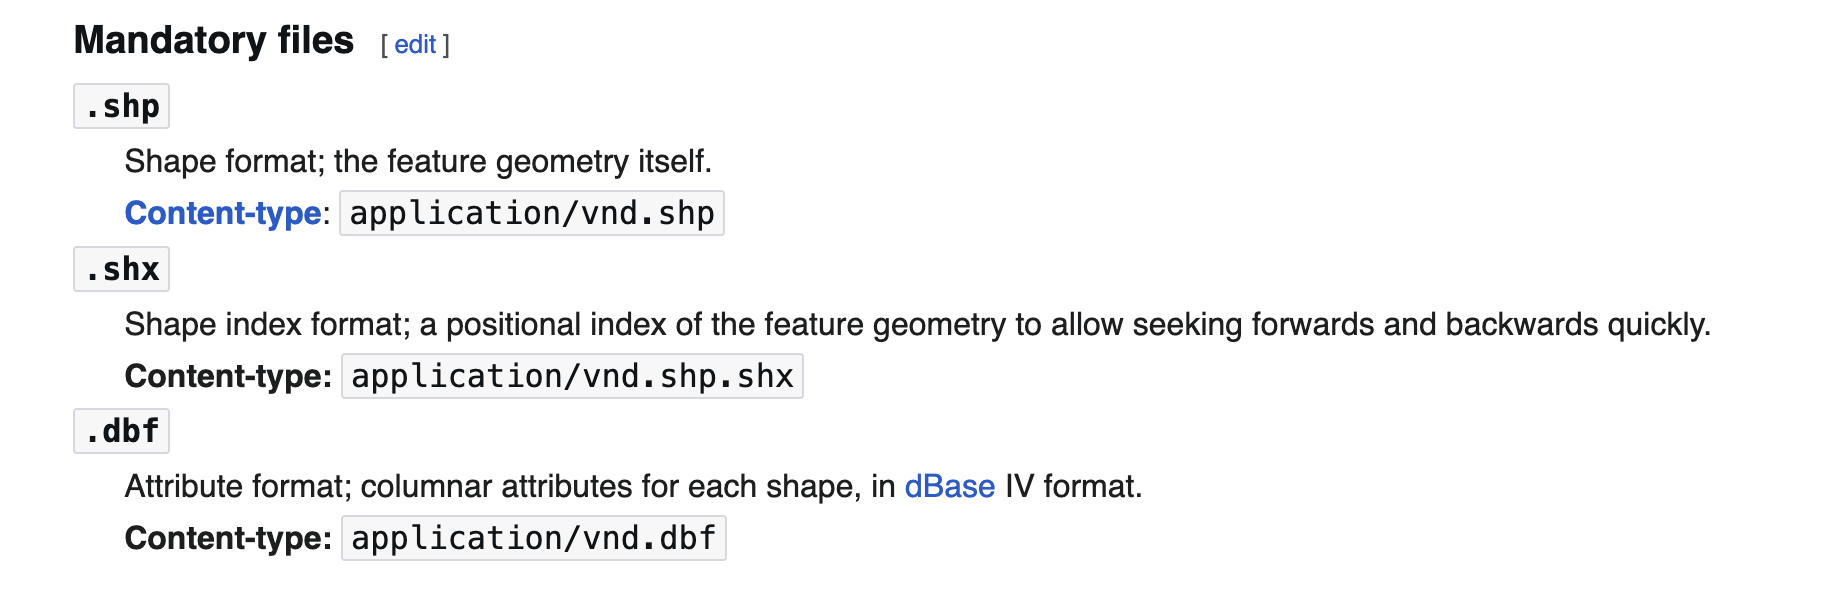 Mandatory files [ edit ]
.shp
Shape format; the feature geometry itself.
Content-type: application/vnd.shp
.shx
Shape index format; a positional index of the feature geometry to allow seeking forwards and backwards quickly.
Content-type: application/vnd.shp.shx
.dbf
Attribute format; columnar attributes for each shape, in dBase IV format.
Content-type: application/vnd.dbf